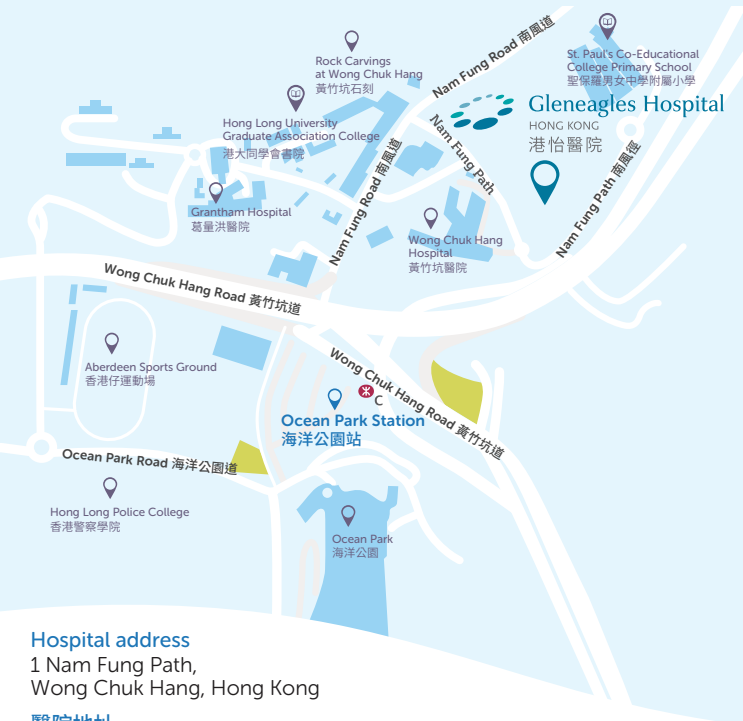 Nam Fung Road 南風道
Rock Carvings
at Wong Chuk Hang
黃竹坑石刻
St. Paul's Co-Educational
College Primary School
聖保羅男女中學附屬小學
Gleneagles Hospital
HONG KONG
港怡醫院
Hong Long University
Graduate Association College
港大同學會書院
Nam Fung Path
Nam Fung Road 南風道
Nam Fung Path 南風徑
Grantham Hospital
葛量洪醫院
Wong Chuk Hang
Hospital
黃竹坑醫院
Wong Chuk Hang Road 黃竹坑道
Aberdeen Sports Ground
香港仔運動場
Wong Chuk Hang Road 黃竹坑道
C
Ocean Park Station
海洋公園站
Ocean Park Road 海洋公園道
Hong Long Police College
香港警察學院
Ocean Park
海洋公園
Hospital address
1 Nam Fung Path,
Wong Chuk Hang, Hong Kong
醫院地址